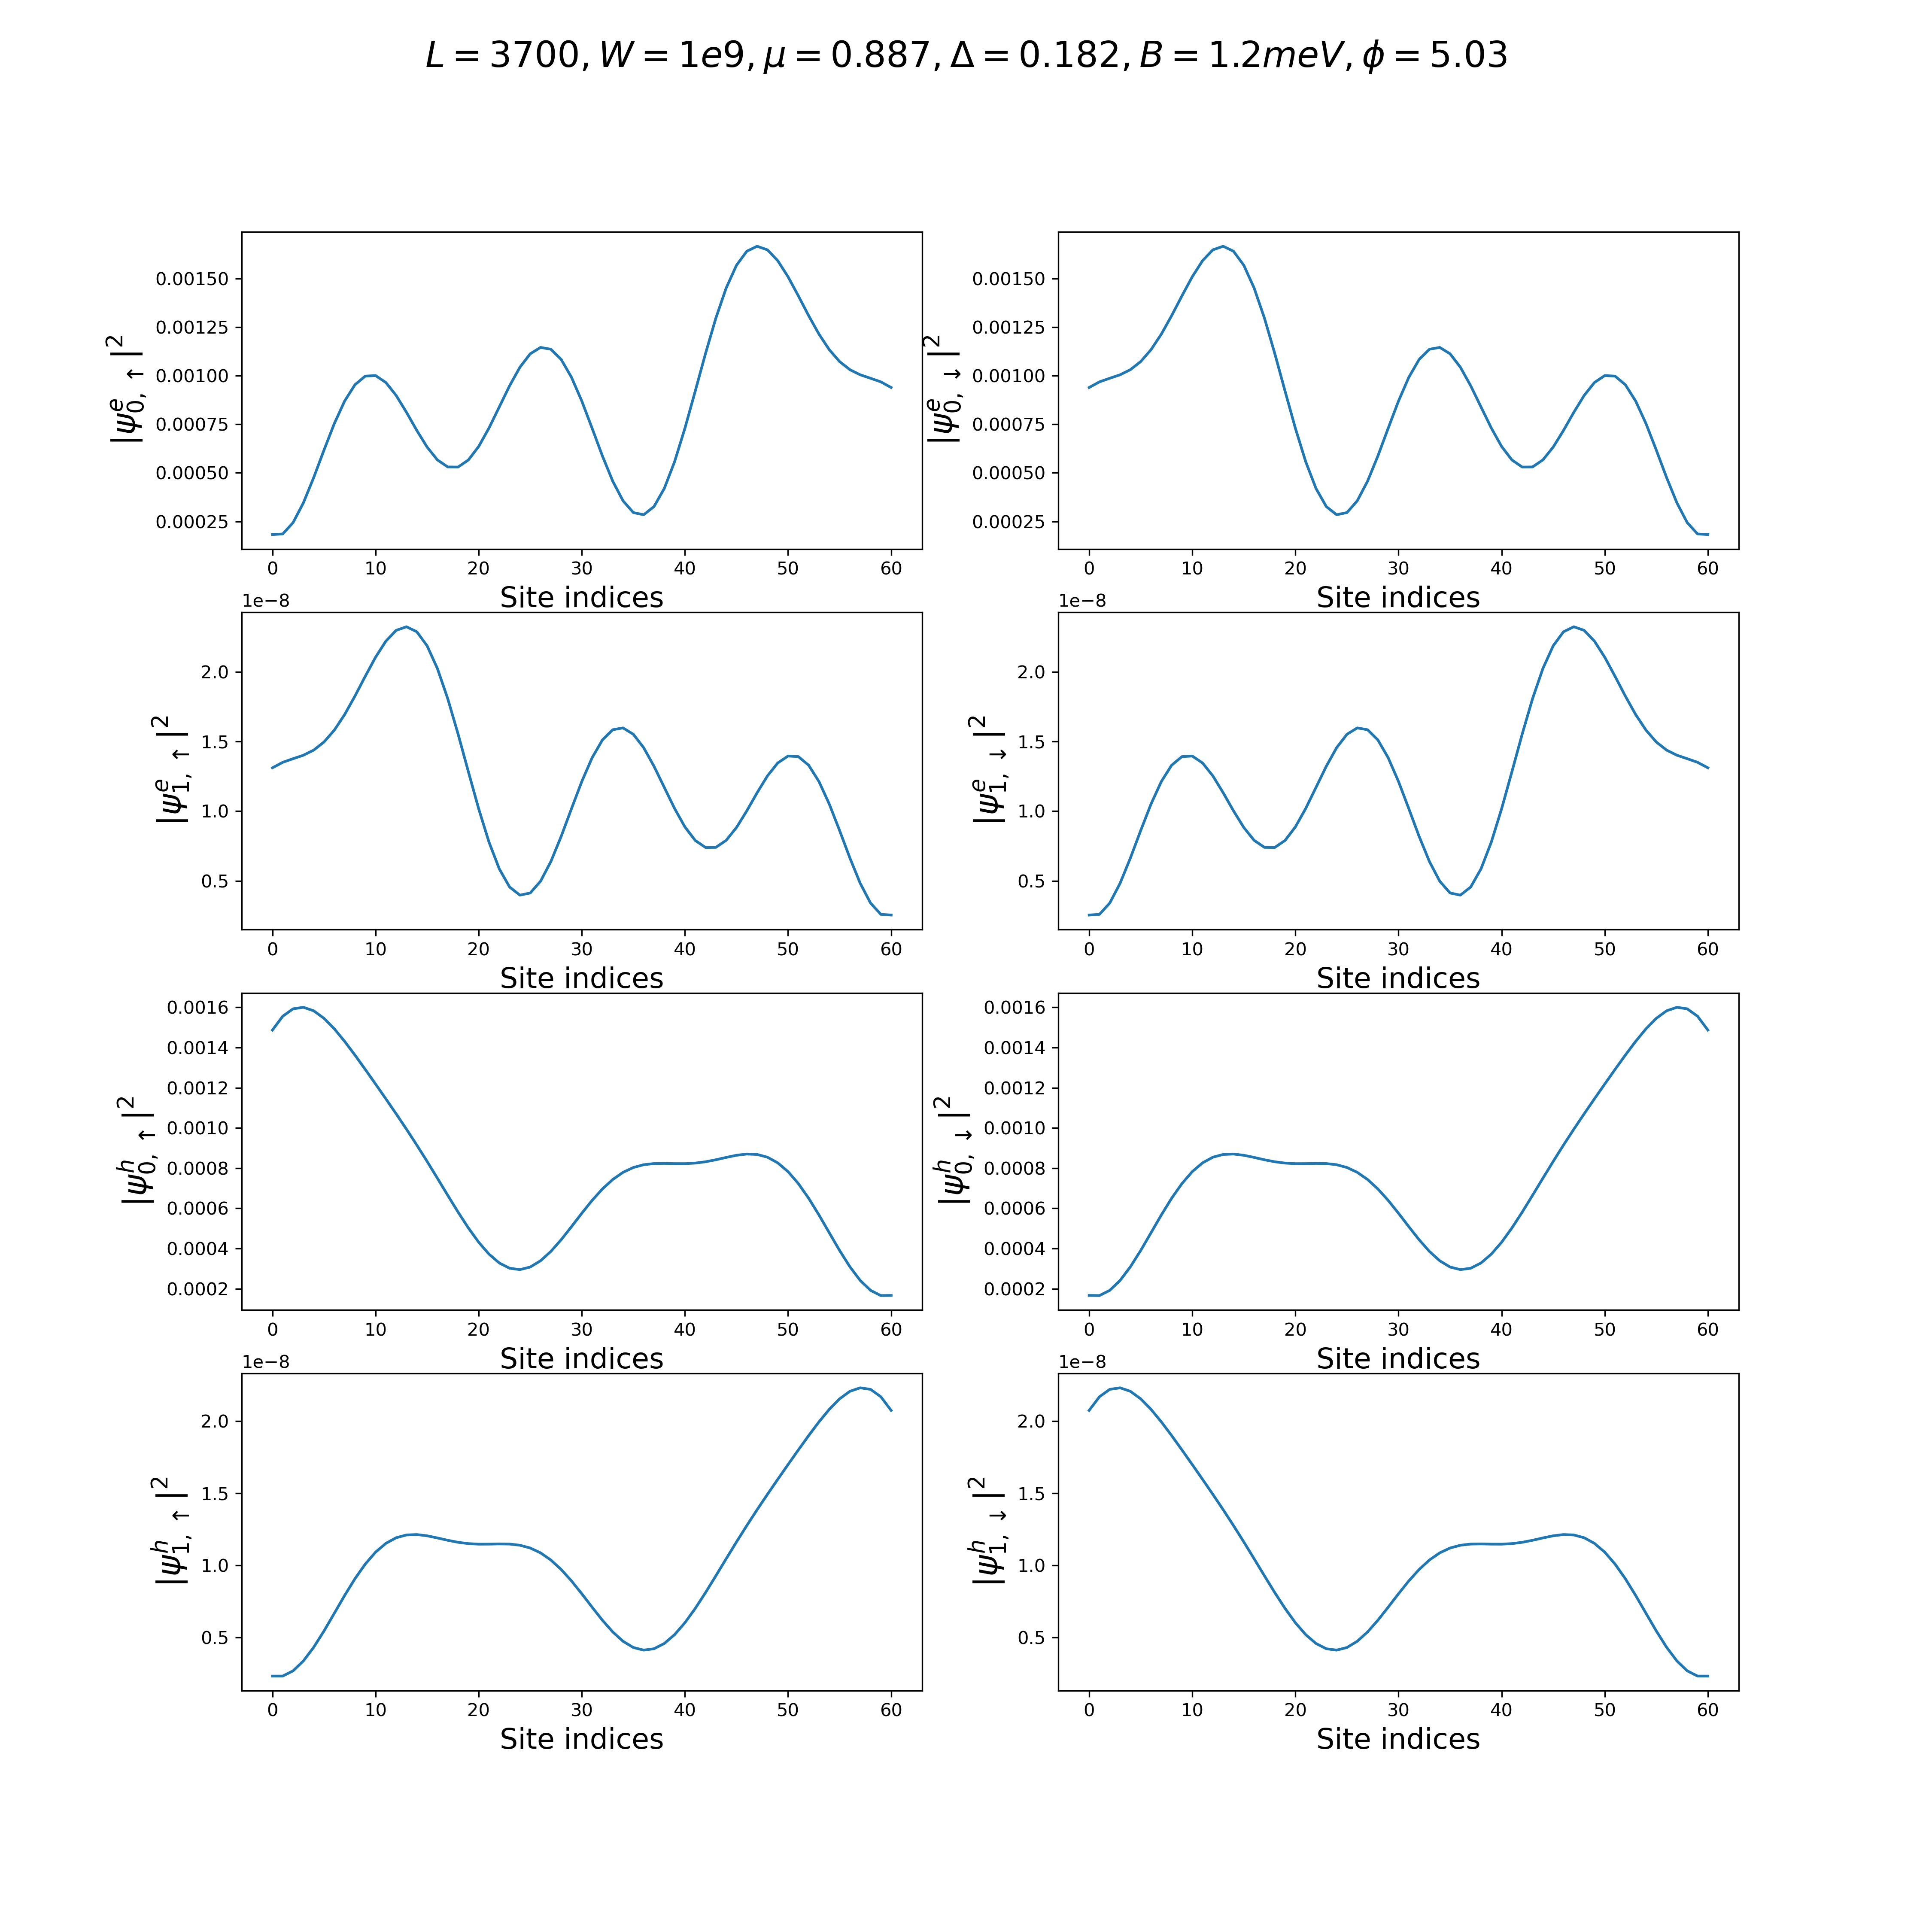 L = 3700, W = 1e9, μ = 0.887, Δ = 0.182, B = 1.2meV, ϕ = 5.03
|ψ^e_{0,↑}|^2
0.00150
0.00125
0.00100
0.00075
0.00050
0.00025
0 10 20 30 40 50 60
Site indices
|ψ^e_{0,↓}|^2
0.00150
0.00125
0.00100
0.00075
0.00050
0.00025
0 10 20 30 40 50 60
Site indices
1e−8
|ψ^e_{1,↑}|^2
2.0
1.5
1.0
0.5
0 10 20 30 40 50 60
Site indices
1e−8
|ψ^e_{1,↓}|^2
2.0
1.5
1.0
0.5
0 10 20 30 40 50 60
Site indices
|ψ^h_{0,↑}|^2
0.0016
0.0014
0.0012
0.0010
0.0008
0.0006
0.0004
0.0002
0 10 20 30 40 50 60
Site indices
|ψ^h_{0,↓}|^2
0.0016
0.0014
0.0012
0.0010
0.0008
0.0006
0.0004
0.0002
0 10 20 30 40 50 60
Site indices
1e−8
|ψ^h_{1,↑}|^2
2.0
1.5
1.0
0.5
0 10 20 30 40 50 60
Site indices
1e−8
|ψ^h_{1,↓}|^2
2.0
1.5
1.0
0.5
0 10 20 30 40 50 60
Site indices